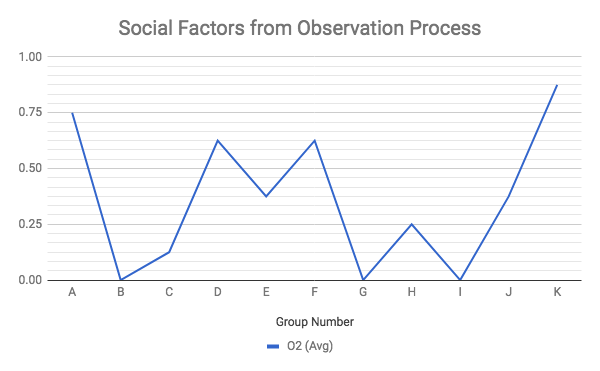 Social Factors from Observation Process
1.00
0.75
0.50
0.25
0.00
A B C D E F G H I J K
Group Number
O2 (Avg)